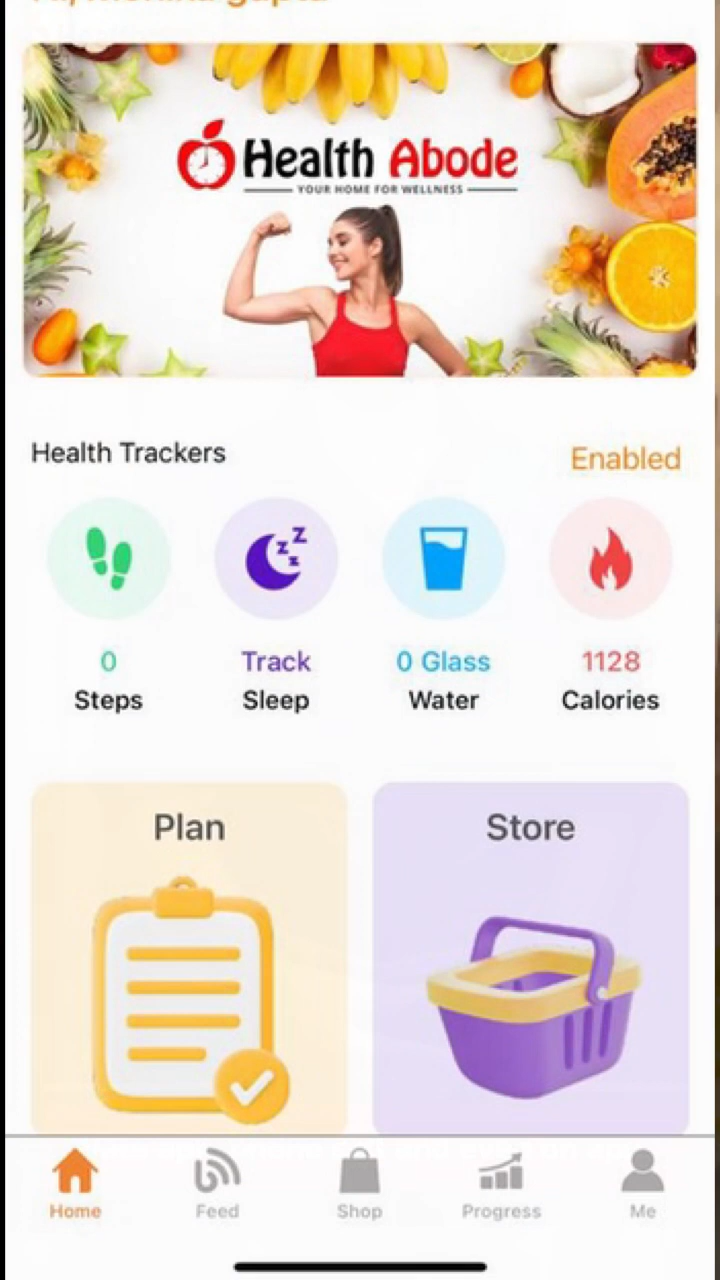 Health Abode
YOUR HOME FOR WELLNESS
Health Trackers
Enabled
z z Z
0
Track
0 Glass
1128
Steps
Sleep
Water
Calories
Plan
Store
Home
Feed
Shop
Progress
Me